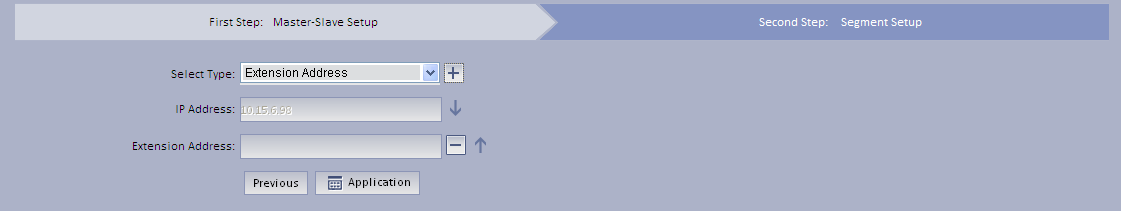 First Step: Master-Slave Setup Second Step: Segment Setup
Select Type: Extension Address
IP Address: 10.15.6.98
Extension Address:
Previous Application